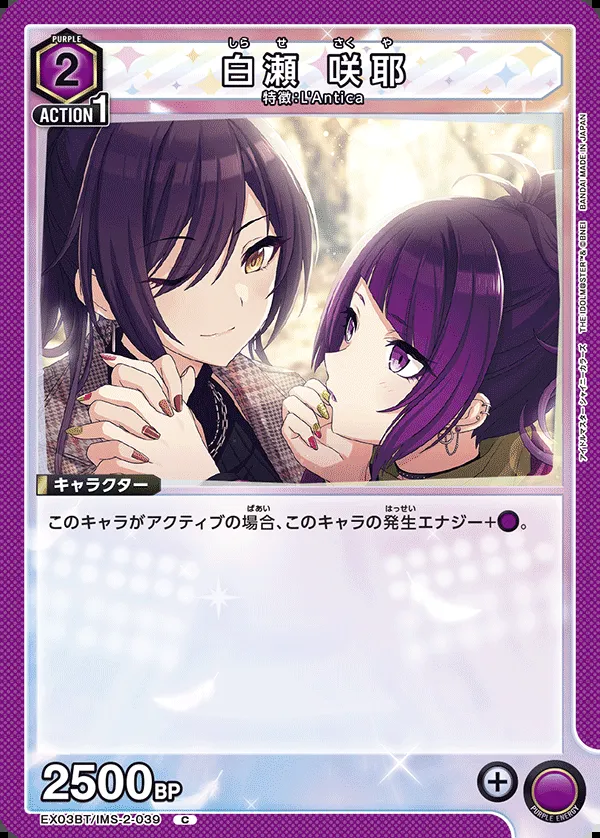 PURPLE
2
ACTION1
しらせ さくや
白瀬 咲耶
特徴:L'Antica
キャラクター
ばあい はっせい
このキャラがアクティブの場合、このキャラの発生エナジー+●。
2500BP
EX03BT/IMS-2-039 C
+
PURPLE ENERGY
アイドルマスター シャイニーカラーズ THE IDOLM@STER™& ©BNEI BANDAI MADE IN JAPAN